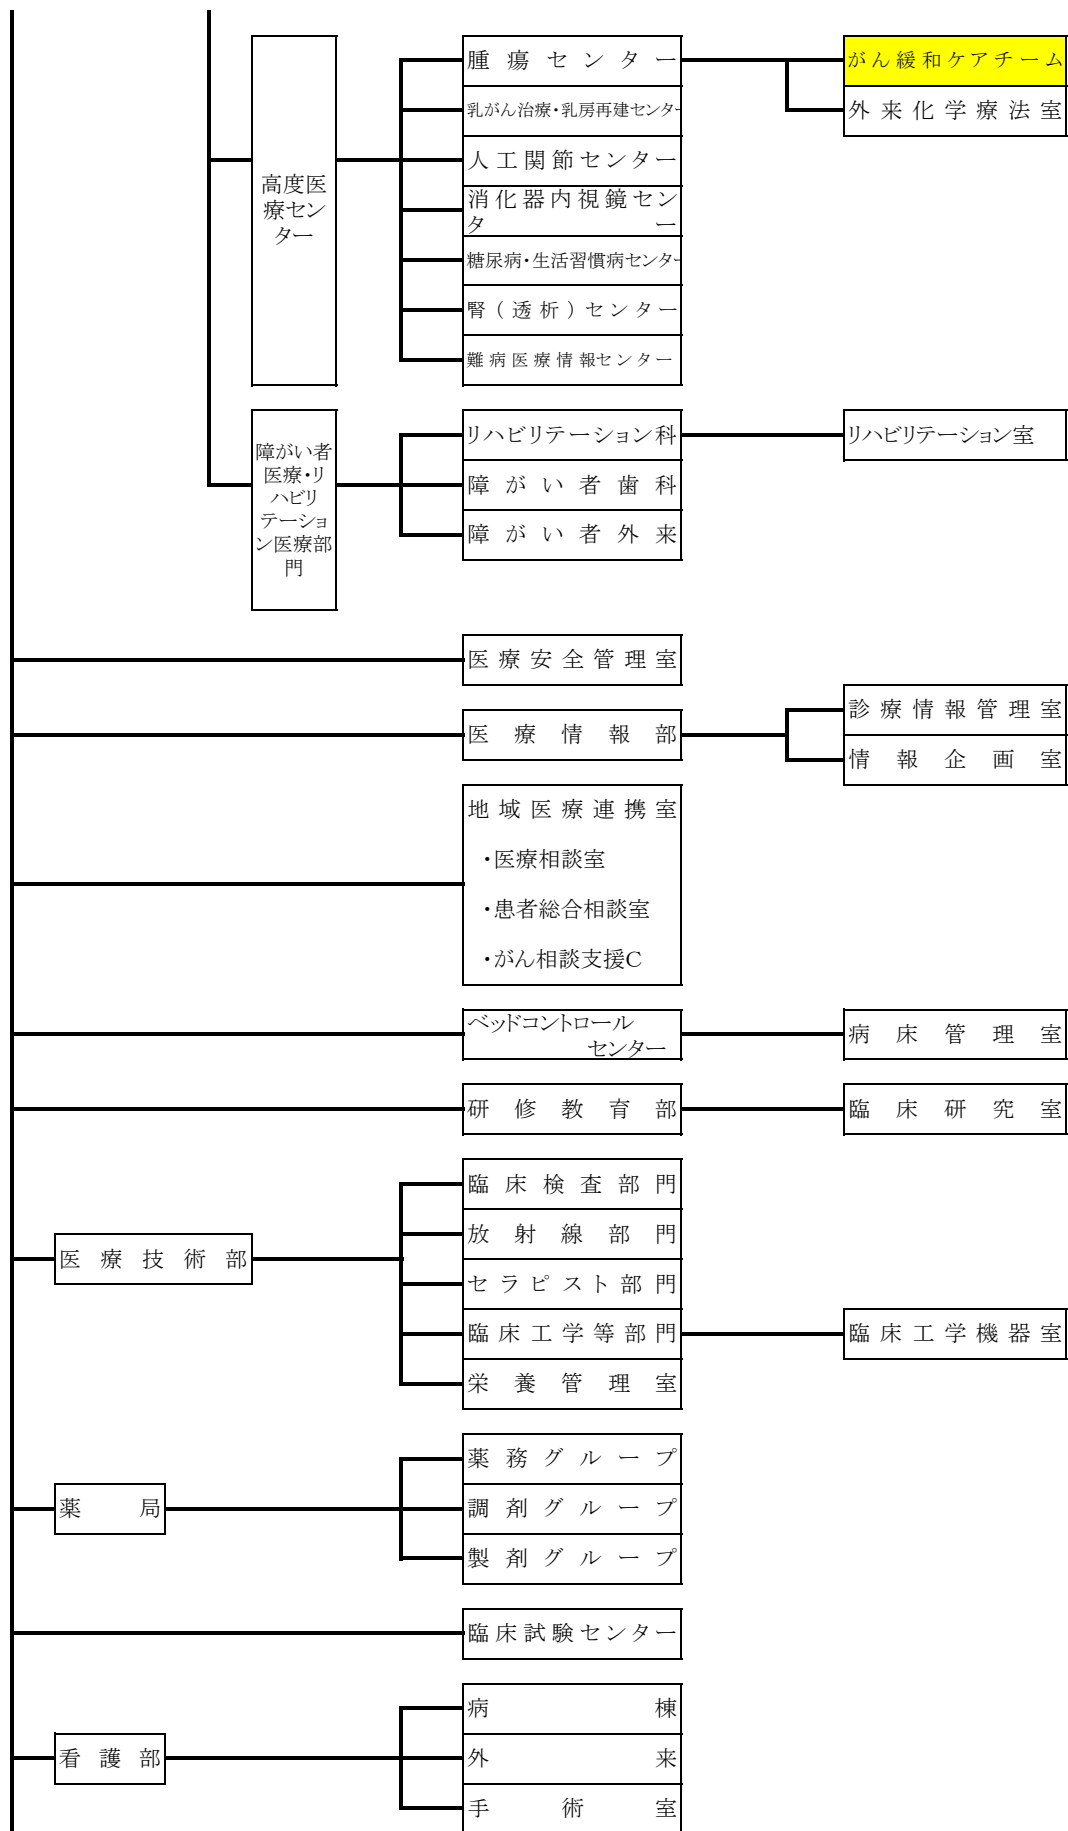 腫瘍センター
がん緩和ケアチーム
乳がん治療・乳房再建センター
外来化学療法室
人工関節センター
高度医
療セン
ター
消化器内視鏡セン
ター
糖尿病・生活習慣病センター
腎(透析)センター
難病医療情報センター
障がい者
医療・リ
ハビリ
テーショ
ン医療部
門
リハビリテーション科
リハビリテーション室
障がい者歯科
障がい者外来
医療安全管理室
医療情報部
診療情報管理室
情報企画室
地域医療連携室
・医療相談室
・患者総合相談室
・がん相談支援C
ベッドコントロール
センター
病床管理室
研修教育部
臨床研究室
医療技術部
臨床検査部門
放射線部門
セラピスト部門
臨床工学等部門
臨床工学機器室
栄養管理室
薬局
薬務グループ
調剤グループ
製剤グループ
臨床試験センター
看護部
病棟
外来
手術室